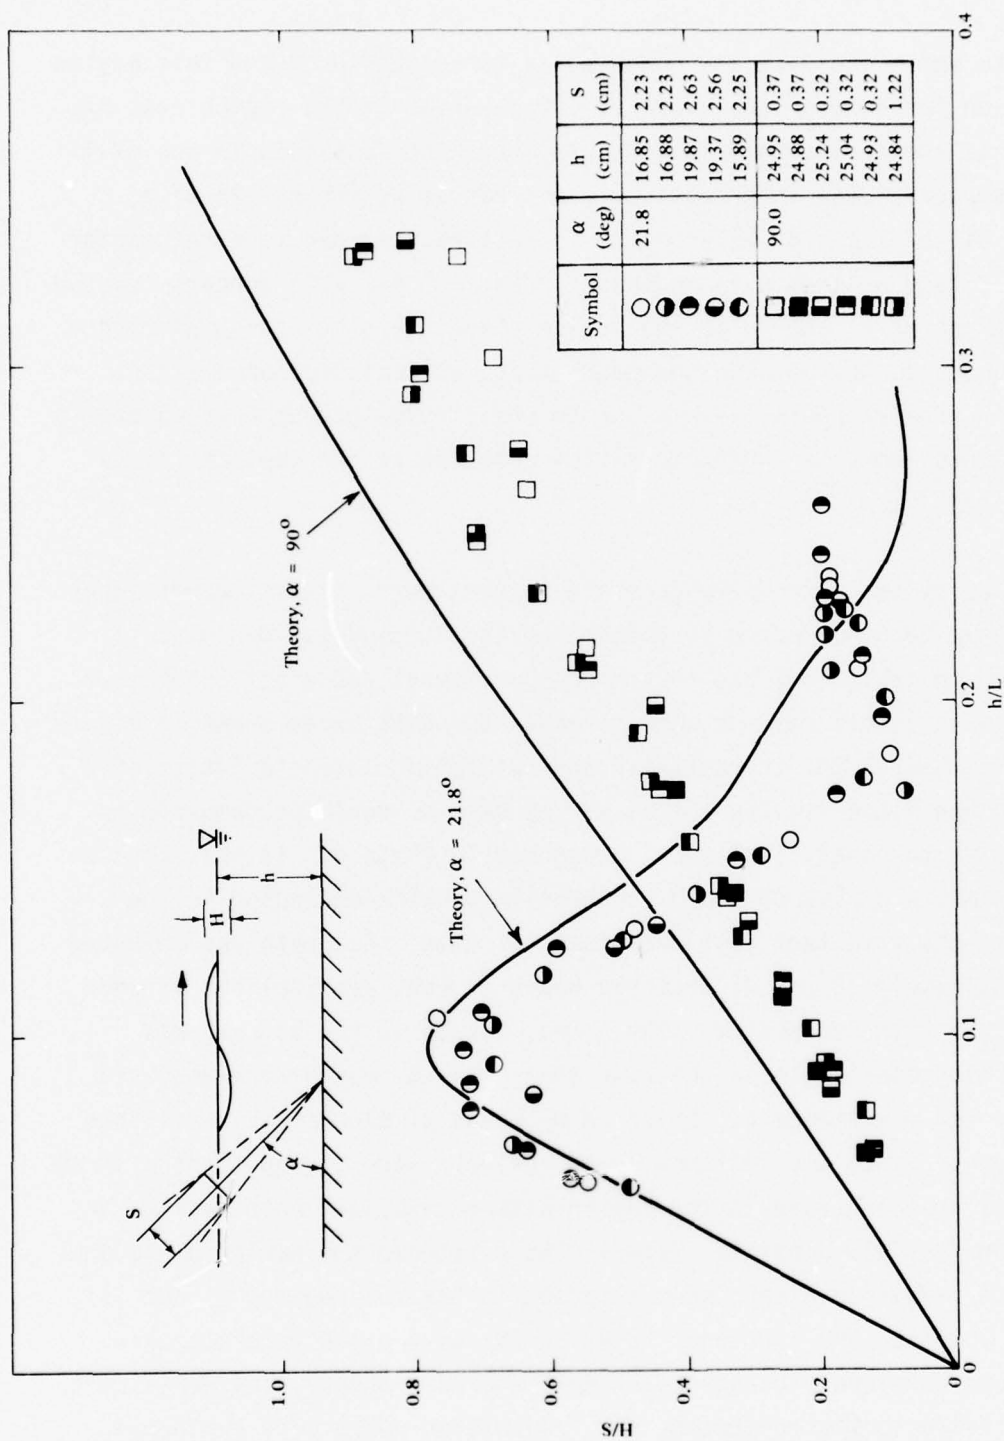 S
α
H
h
Theory, α = 90°
Theory, α = 21.8°
Symbol α (deg) h (cm) S (cm)
21.8 16.85 2.23
16.88 2.23
19.87 2.63
19.37 2.56
15.89 2.25
90.0 24.95 0.37
24.88 0.37
25.24 0.32
25.04 0.32
24.93 0.32
24.84 1.22
H/S
1.0
0.8
0.6
0.4
0.2
0
0
0.1
0.2
0.3
0.4
h/L